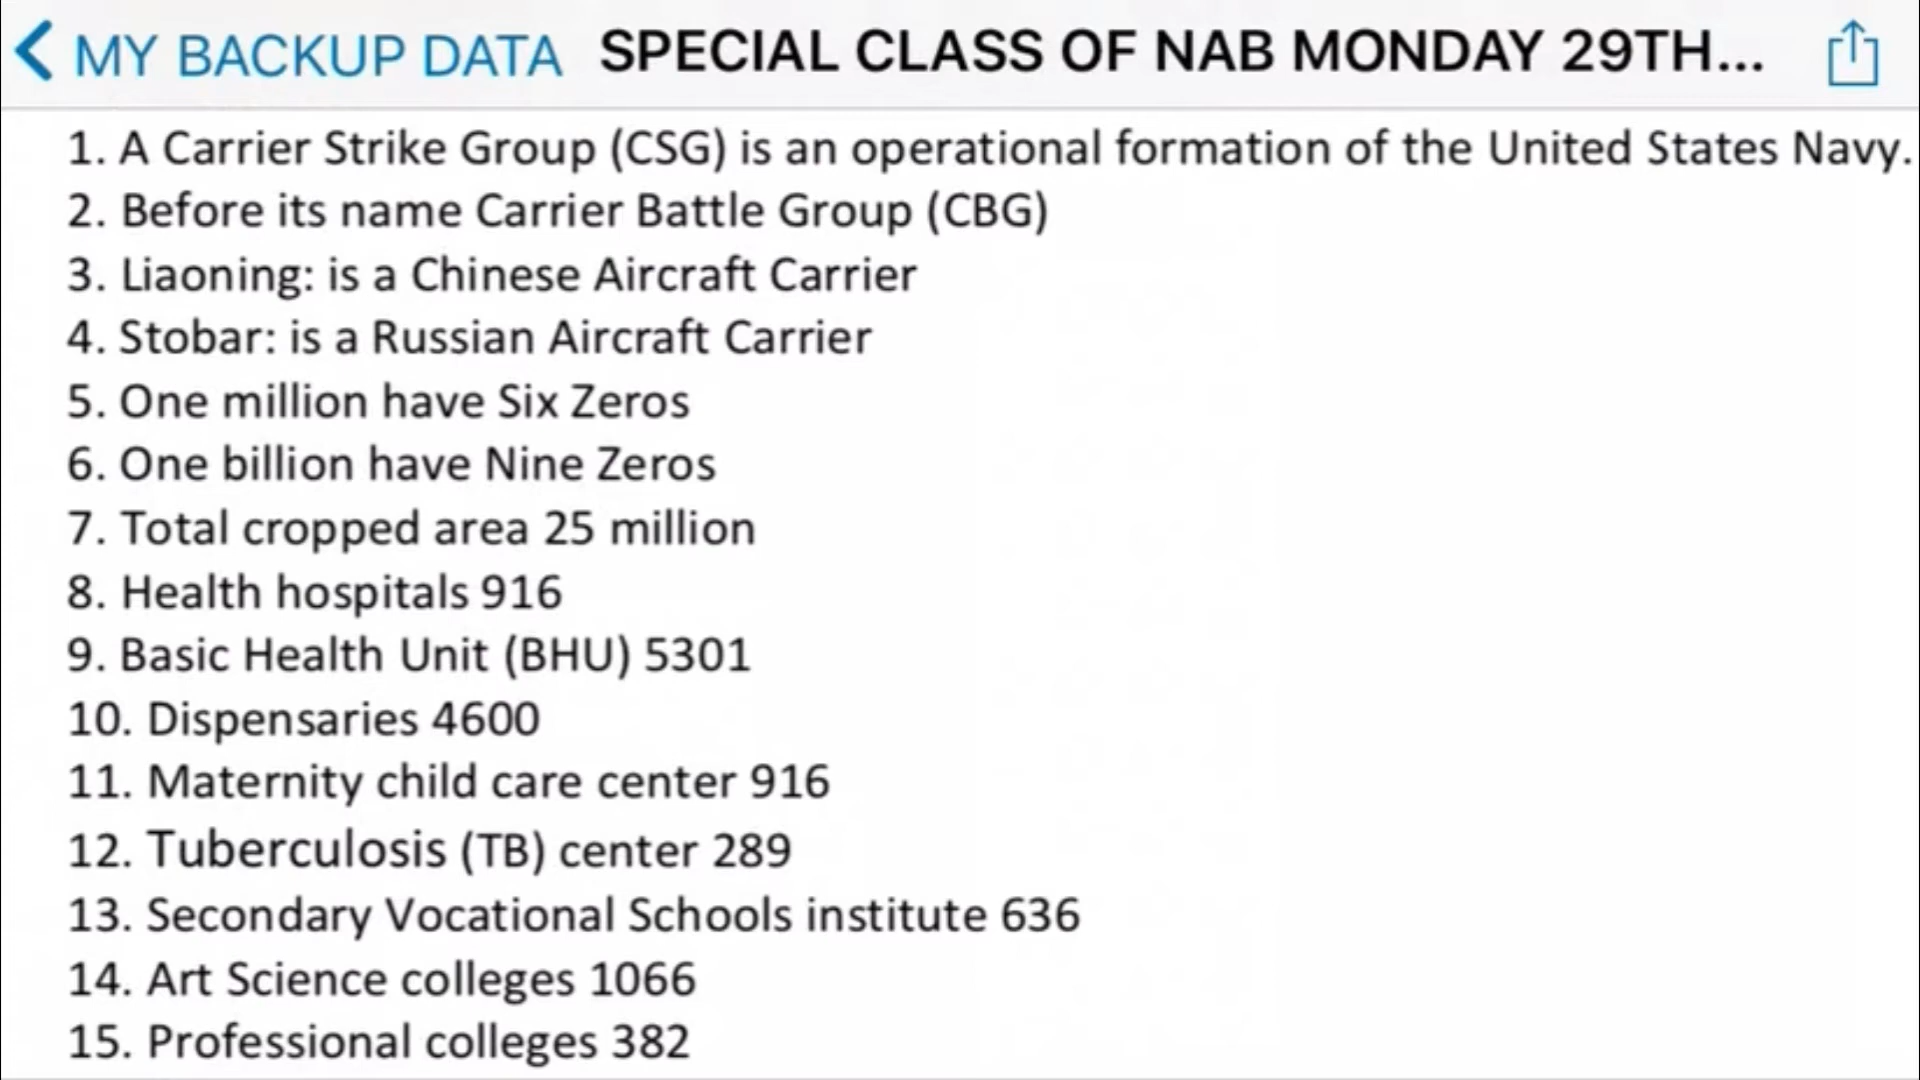 MY BACKUP DATA SPECIAL CLASS OF NAB MONDAY 29TH...
1. A Carrier Strike Group (CSG) is an operational formation of the United States Navy.
2. Before its name Carrier Battle Group (CBG)
3. Liaoning: is a Chinese Aircraft Carrier
4. Stobar: is a Russian Aircraft Carrier
5. One million have Six Zeros
6. One billion have Nine Zeros
7. Total cropped area 25 million
8. Health hospitals 916
9. Basic Health Unit (BHU) 5301
10. Dispensaries 4600
11. Maternity child care center 916
12. Tuberculosis (TB) center 289
13. Secondary Vocational Schools institute 636
14. Art Science colleges 1066
15. Professional colleges 382